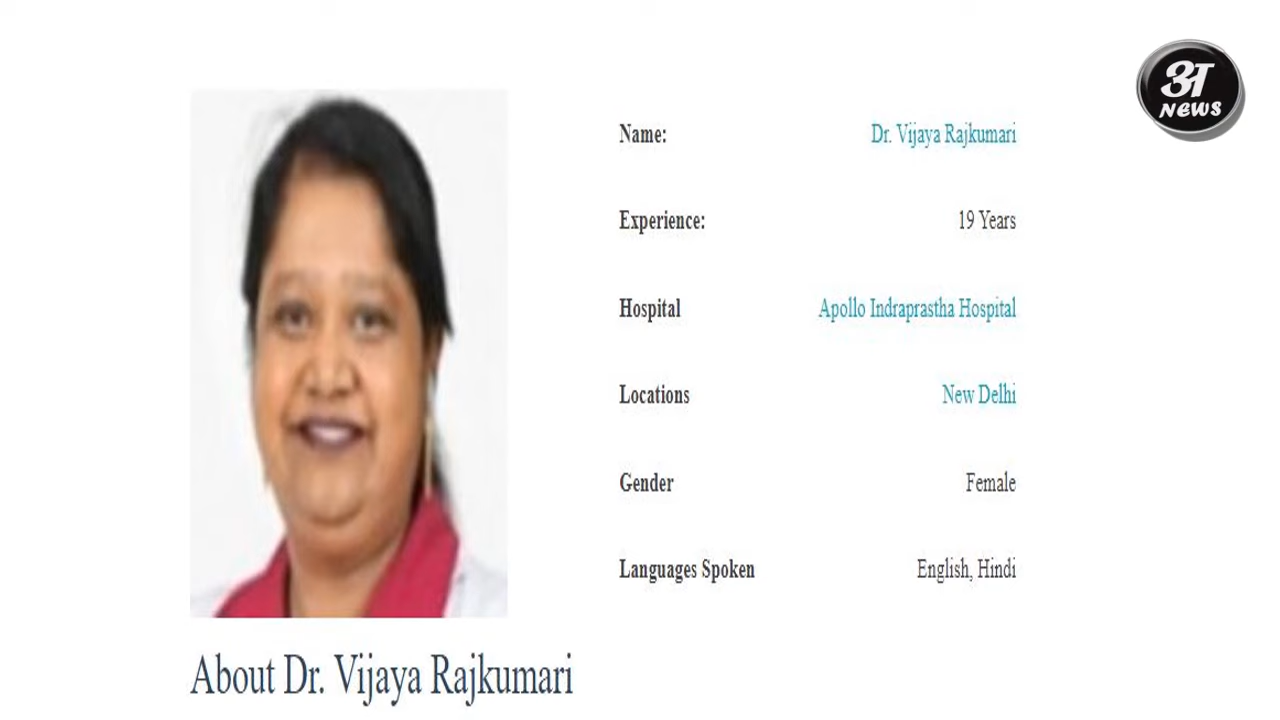 अT
NEWS
Name: Dr. Vijaya Rajkumari
Experience: 19 Years
Hospital Apollo Indraprastha Hospital
Locations New Delhi
Gender Female
Languages Spoken English, Hindi
About Dr. Vijaya Rajkumari